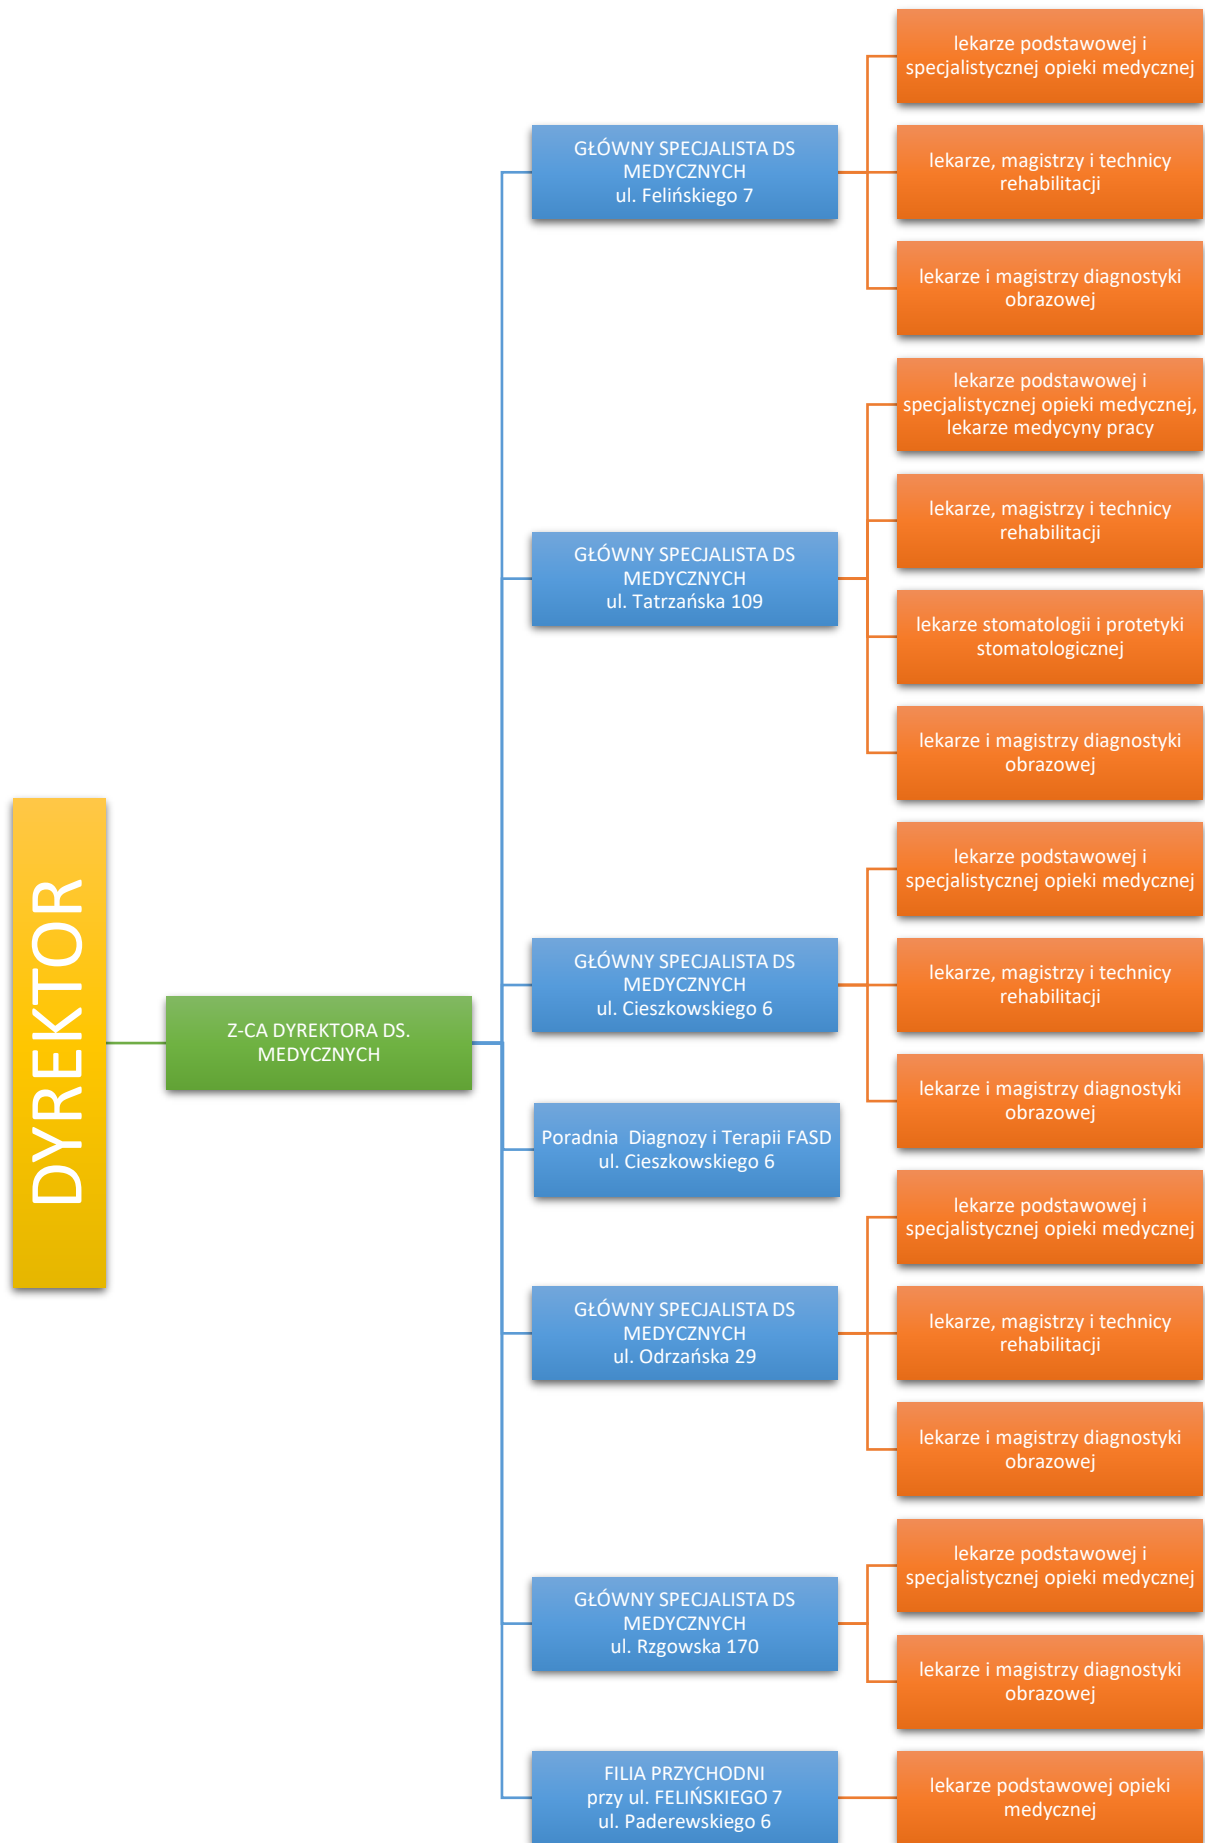 DYREKTOR
Z-CA DYREKTORA DS.
MEDYCZNYCH
GŁÓWNY SPECJALISTA DS
MEDYCZNYCH
ul. Felińskiego 7
lekarze podstawowej i
specjalistycznej opieki medycznej
lekarze, magistrzy i technicy
rehabilitacji
lekarze i magistrzy diagnostyki
obrazowej
GŁÓWNY SPECJALISTA DS
MEDYCZNYCH
ul. Tatrzańska 109
lekarze podstawowej i
specjalistycznej opieki medycznej,
lekarze medycyny pracy
lekarze, magistrzy i technicy
rehabilitacji
lekarze stomatologii i protetyki
stomatologicznej
lekarze i magistrzy diagnostyki
obrazowej
GŁÓWNY SPECJALISTA DS
MEDYCZNYCH
ul. Cieszkowskiego 6
lekarze podstawowej i
specjalistycznej opieki medycznej
lekarze, magistrzy i technicy
rehabilitacji
lekarze i magistrzy diagnostyki
obrazowej
Poradnia Diagnozy i Terapii FASD
ul. Cieszkowskiego 6
GŁÓWNY SPECJALISTA DS
MEDYCZNYCH
ul. Odrzańska 29
lekarze podstawowej i
specjalistycznej opieki medycznej
lekarze, magistrzy i technicy
rehabilitacji
lekarze i magistrzy diagnostyki
obrazowej
GŁÓWNY SPECJALISTA DS
MEDYCZNYCH
ul. Rzgowska 170
lekarze podstawowej i
specjalistycznej opieki medycznej
lekarze i magistrzy diagnostyki
obrazowej
FILIA PRZYCHODNI
przy ul. FELIŃSKIEGO 7
ul. Paderewskiego 6
lekarze podstawowej opieki
medycznej